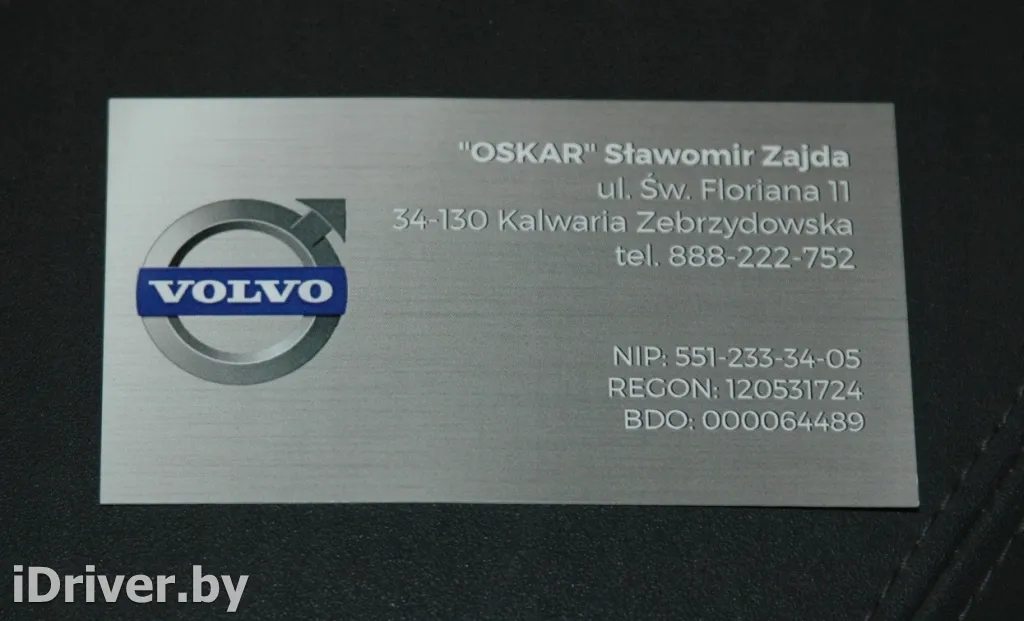 "OSKAR" Sławomir Zajda
ul. Św. Floriana 11
34-130 Kalwaria Zebrzydowska
tel. 888-222-752
VOLVO
NIP: 551-233-34-05
REGON: 120531724
BDO: 000064489
iDriver.by